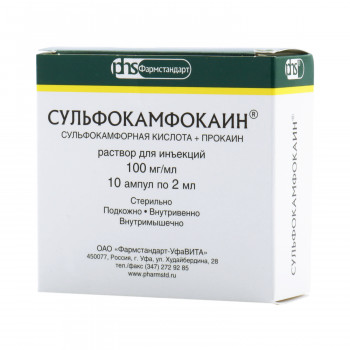 phs Фармстандарт
phs Фармстандарт
СУЛЬФОКАМФОКАИН®
СУЛЬФОКАМФОРНАЯ КИСЛОТА + ПРОКАИН
раствор для инъекций
100 мг/мл
10 ампул по 2 мл
Стерильно
Подкожно • Внутривенно
Внутримышечно
ОАО «Фармстандарт-УфаВИТА»
450077, Россия, г. Уфа, ул. Худайбердина, 28
тел./факс (347) 272 92 85
www.pharmstd.ru
СУЛЬФОКАМФОКАИН®